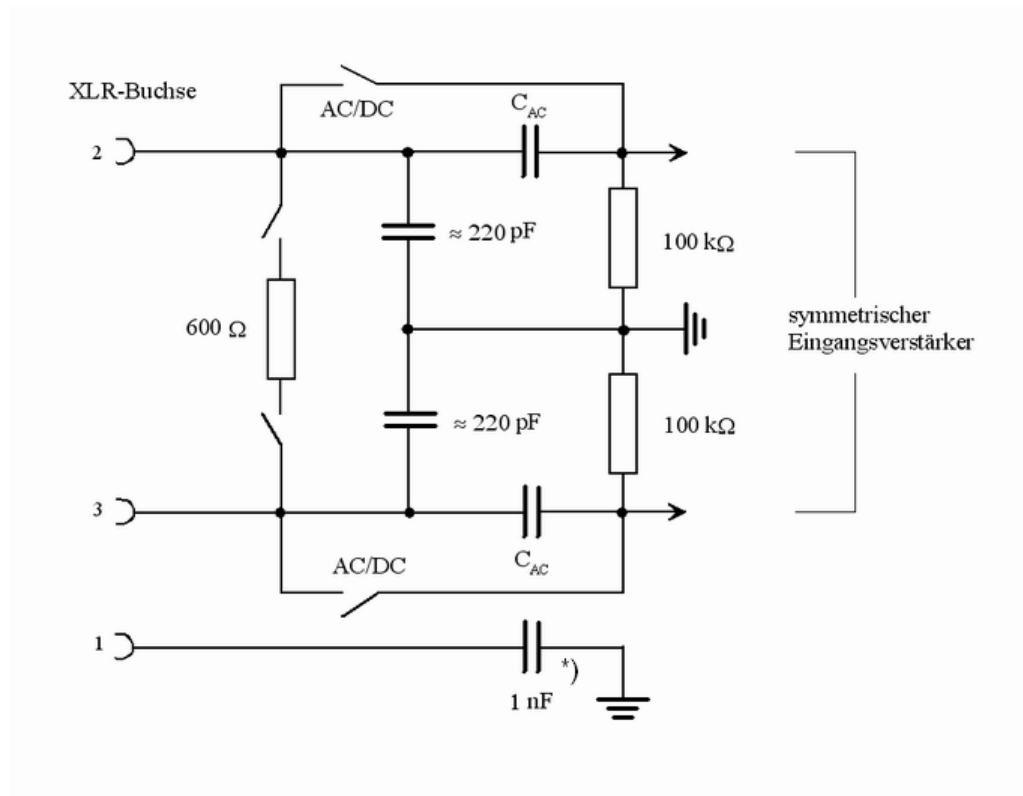 XLR-Buchse
AC/DC
C_AC
2
≈ 220 pF
100 kΩ
600 Ω
symmetrischer
Eingangsverstärker
≈ 220 pF
100 kΩ
3
AC/DC
C_AC
1
*)
1 nF